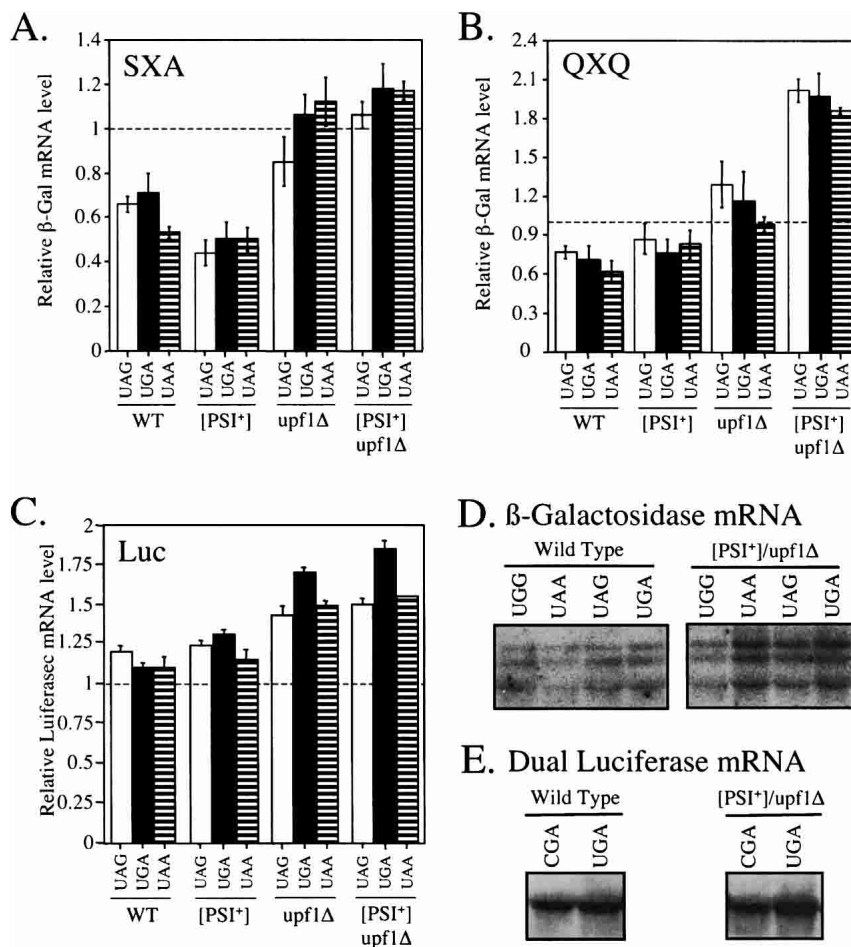 A.
SXA
Relative β-Gal mRNA level
1.4
1.2
1
0.8
0.6
0.4
0.2
0
UAG UGA UAA UAG UGA UAA UAG UGA UAA UAG UGA UAA
WT [PSI⁺] upf1Δ [PSI⁺]
upf1Δ
B.
QXQ
Relative β-Gal mRNA level
2.4
2.1
1.8
1.5
1.2
0.9
0.6
0.3
0
UAG UGA UAA UAG UGA UAA UAG UGA UAA UAG UGA UAA
WT [PSI⁺] upf1Δ [PSI⁺]
upf1Δ
C.
Luc
Relative Luiferasec mRNA level
2
1.75
1.5
1.25
1
0.75
0.5
0.25
0
UAG UGA UAA UAG UGA UAA UAG UGA UAA UAG UGA UAA
WT [PSI⁺] upf1Δ [PSI⁺]
upf1Δ
D. ß-Galactosidase mRNA
Wild Type [PSI⁺]/upf1Δ
UGG UAA UAG UGA UGG UAA UAG UGA
E. Dual Luciferase mRNA
Wild Type [PSI⁺]/upf1Δ
CGA UGA CGA UGA